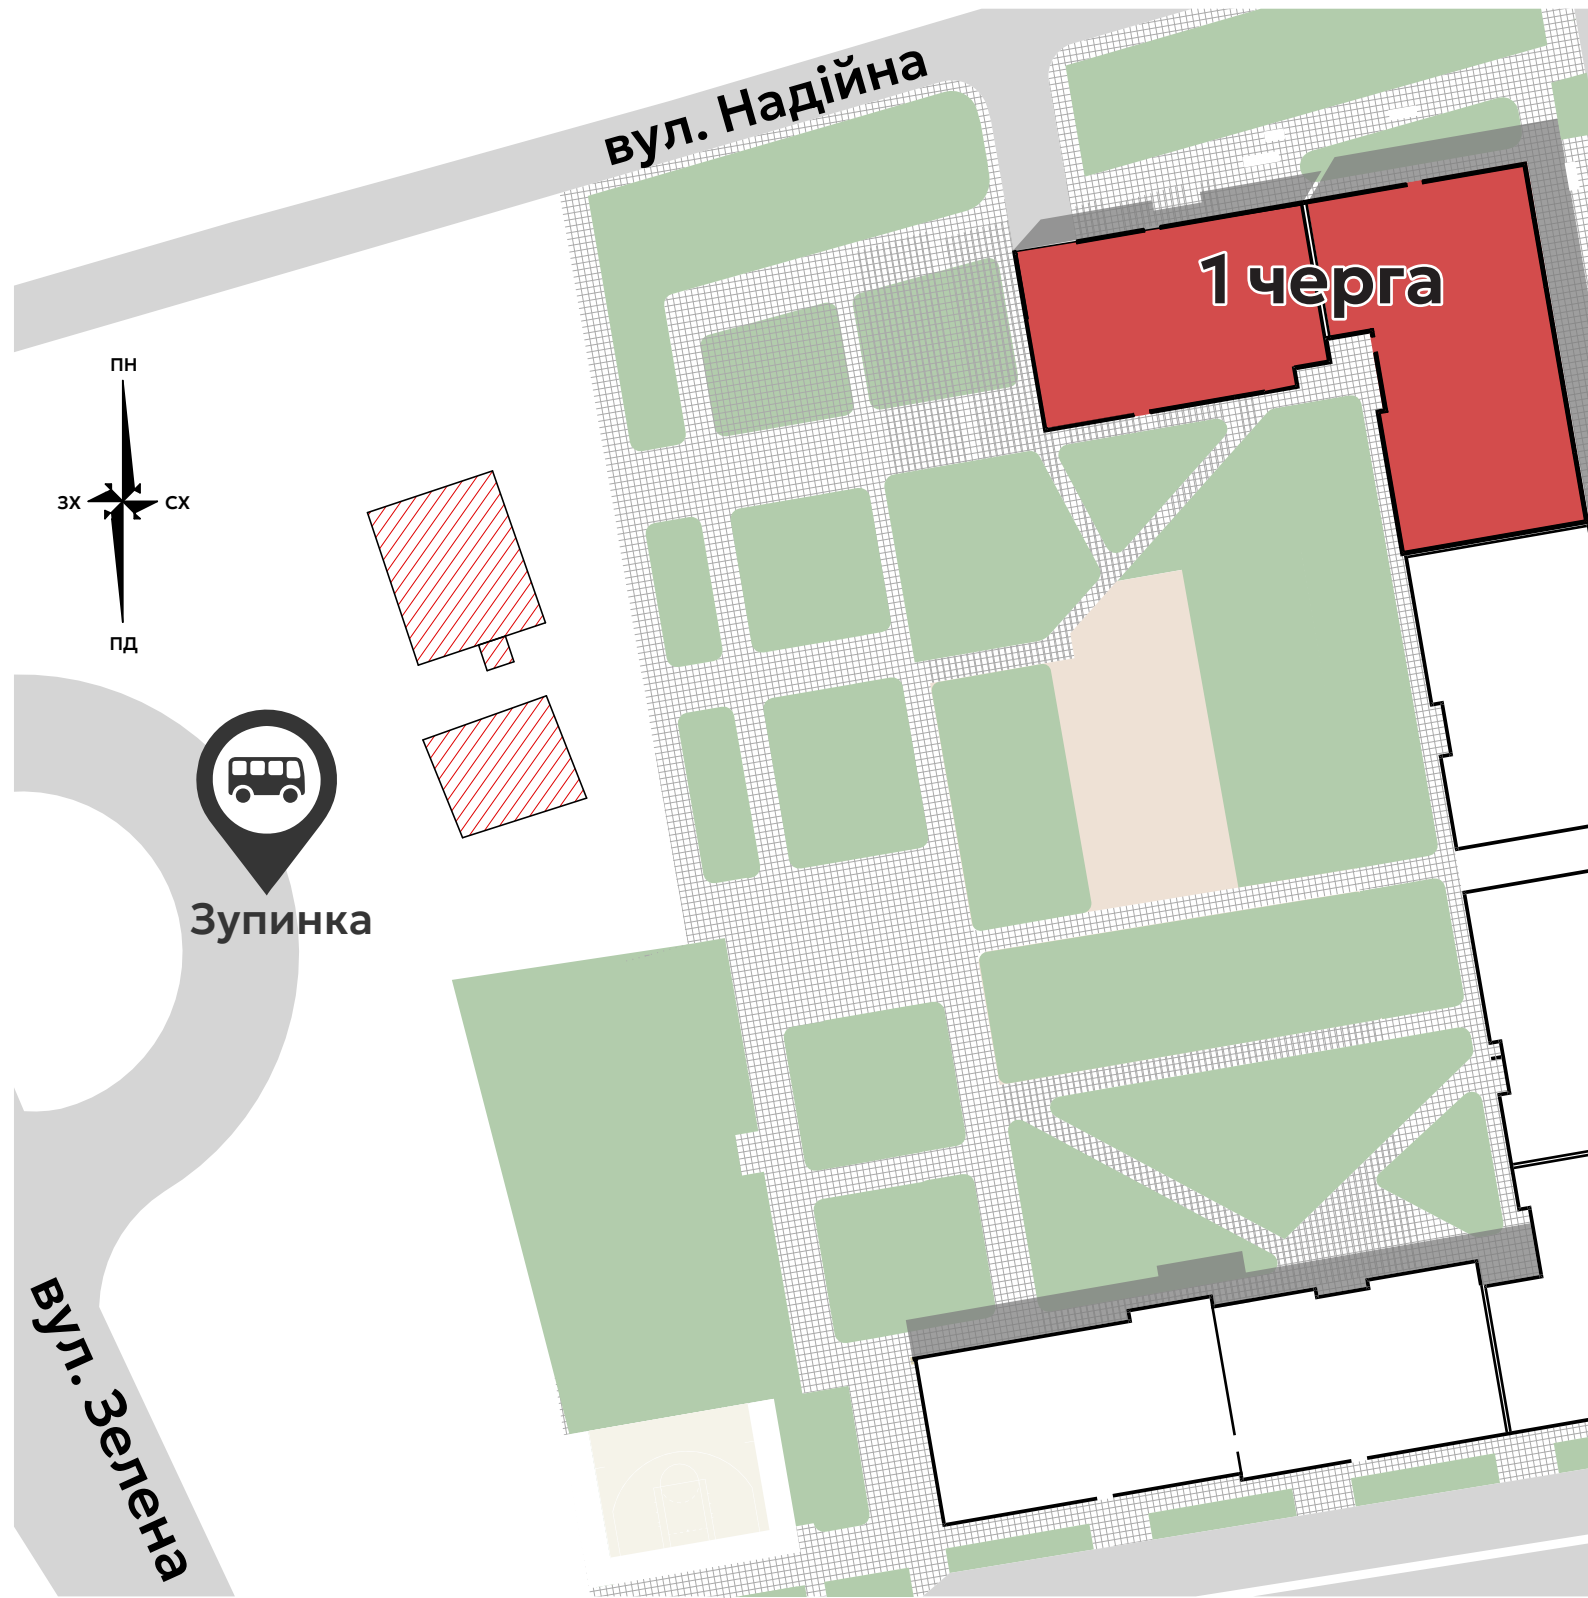 вул. Надійна
1 черга
ПН
ЗХ
СХ
ПД
Зупинка
вул. Зелена